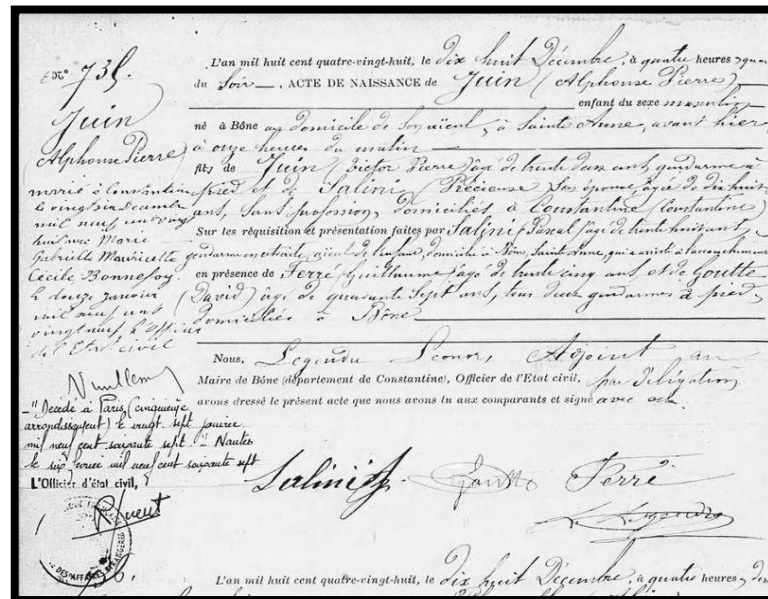 N° 735.
Juin
(Alphonse Pierre)
marié à Constantine
le vingt six décembre
mil neuf cent vingt
huit avec Marie
Gabrielle Mauricette
Cécile Bonnefoy.
Le douze janvier
mil neuf cent
vingt neuf. L'Officier
de l'Etat civil
"Décédé à Paris (cinquième
arrondissement) le vingt sept janvier
mil neuf cent soixante sept" - Nantes
le six février mil neuf cent soixante sept
L'Officier d'état civil,
DES AFFAIRES ETRANGERES
L'an mil huit cent quatre-vingt-huit, le dix huit Décembre, à quatre heures
du soir, ACTE DE NAISSANCE de Juin (Alphonse Pierre)
enfant du sexe masculin
né à Bône au domicile de son aïeul, à Sainte Anne, avant hier,
à onze heures du matin
fils de Juin (Victor Pierre) âgé de trente deux ans, gendarme à
pied et de Salini (Précieuse) son épouse, âgée de dix huit
ans, sans profession, domiciliés à Constantine (Constantine)
Sur les réquisition et présentation faites par Salini (Pascal) âgé de trente huit ans,
gendarme en retraite, aïeul de l'enfant, domicilié à Bône, Sainte Anne, qui a assisté à l'accouchement
en présence de Ferré (Guillaume) âgé de trente cinq ans et de Goutte
(David) âgé de quarante sept ans, tous deux gendarmes à pied,
domiciliés à Bône
Nous, Legendre Léonor, Adjoint au
Maire de Bône (département de Constantine), Officier de l'Etat civil, par délégation
avons dressé le présent acte que nous avons lu aux comparants et signé avec eux.
Salini Goutte Ferré
L. Legendre
L'an mil huit cent quatre-vingt-huit, le dix huit Décembre, à quatre heures